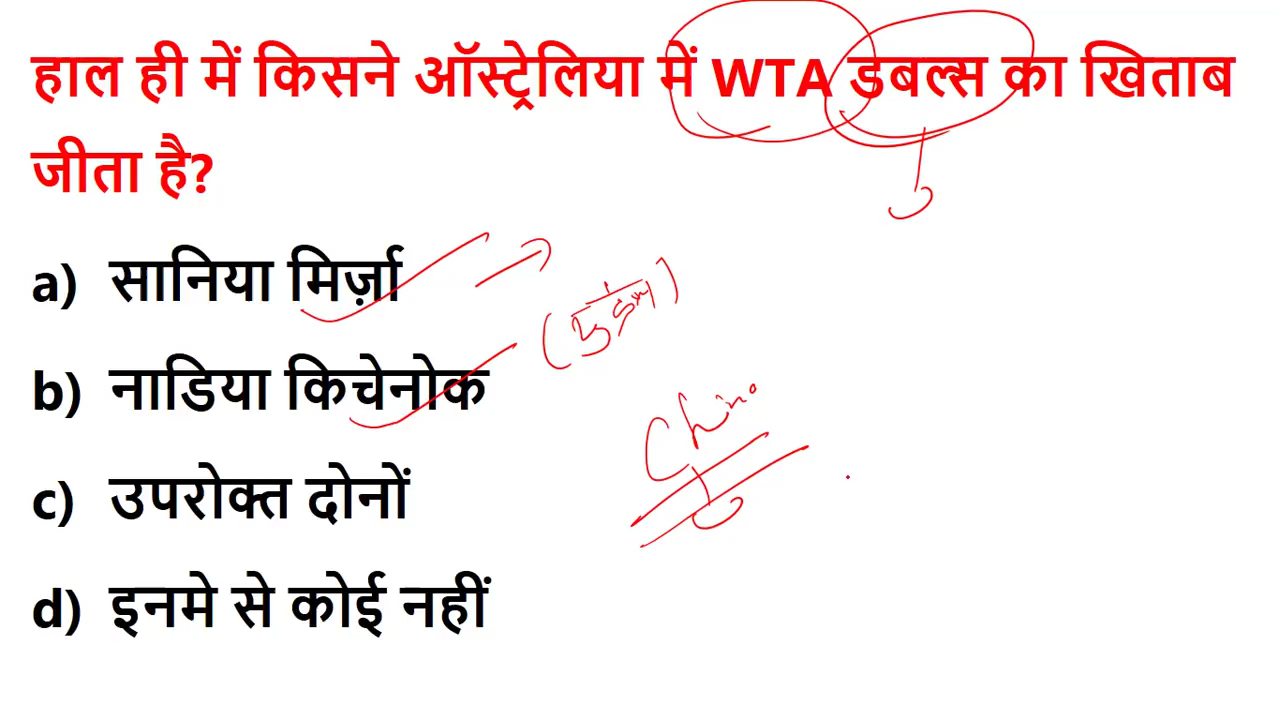 हाल ही में किसने ऑस्ट्रेलिया में WTA डबल्स का खिताब
जीता है?
a) सानिया मिर्ज़ा
b) नाडिया किचेनोक
c) उपरोक्त दोनों
d) इनमे से कोई नहीं